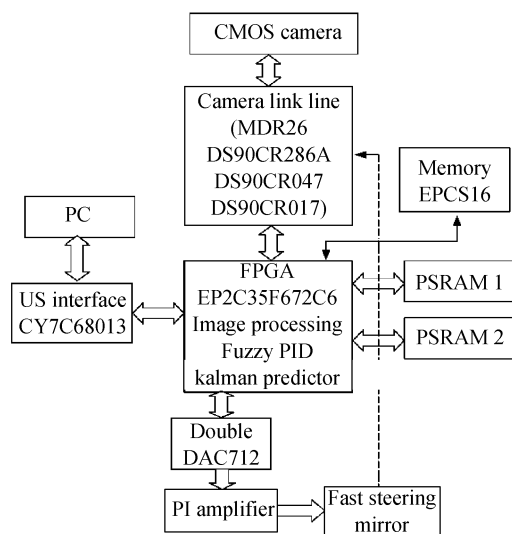 CMOS camera
Camera link line
(MDR26
DS90CR286A
DS90CR047
DS90CR017)
Memory
EPCS16
PC
US interface
CY7C68013
FPGA
EP2C35F672C6
Image processing
Fuzzy PID
kalman predictor
PSRAM 1
PSRAM 2
Double
DAC712
PI amplifier
Fast steering
mirror